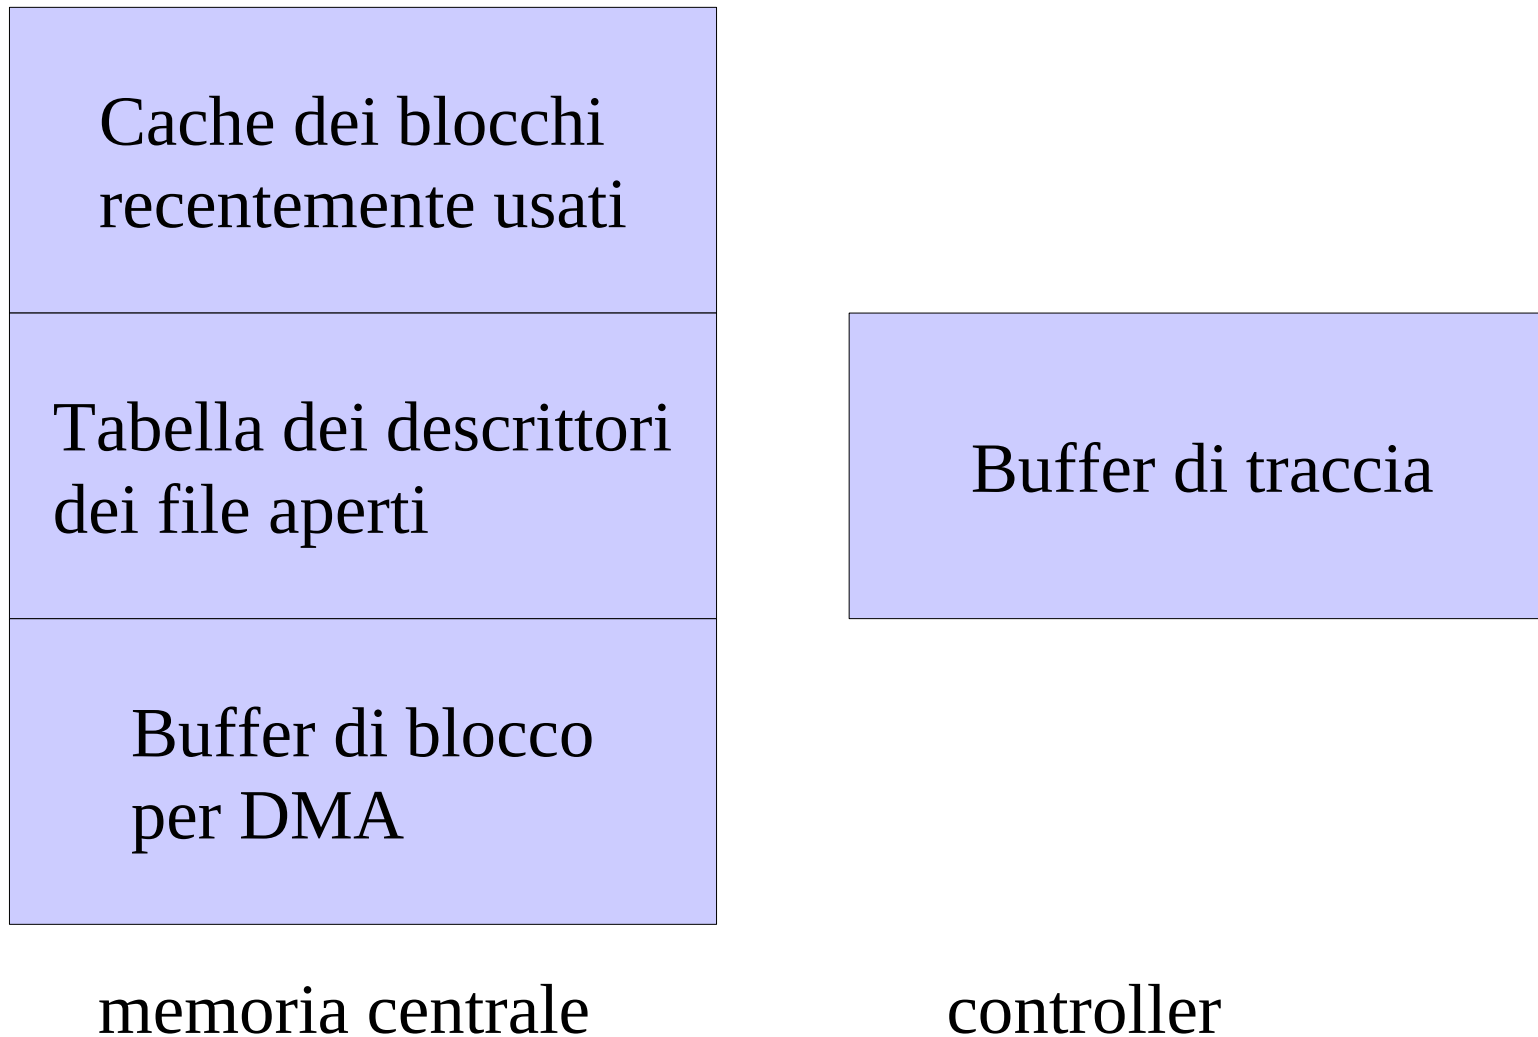 Cache dei blocchi
recentemente usati
Tabella dei descrittori
dei file aperti
Buffer di blocco
per DMA
memoria centrale
Buffer di traccia
controller